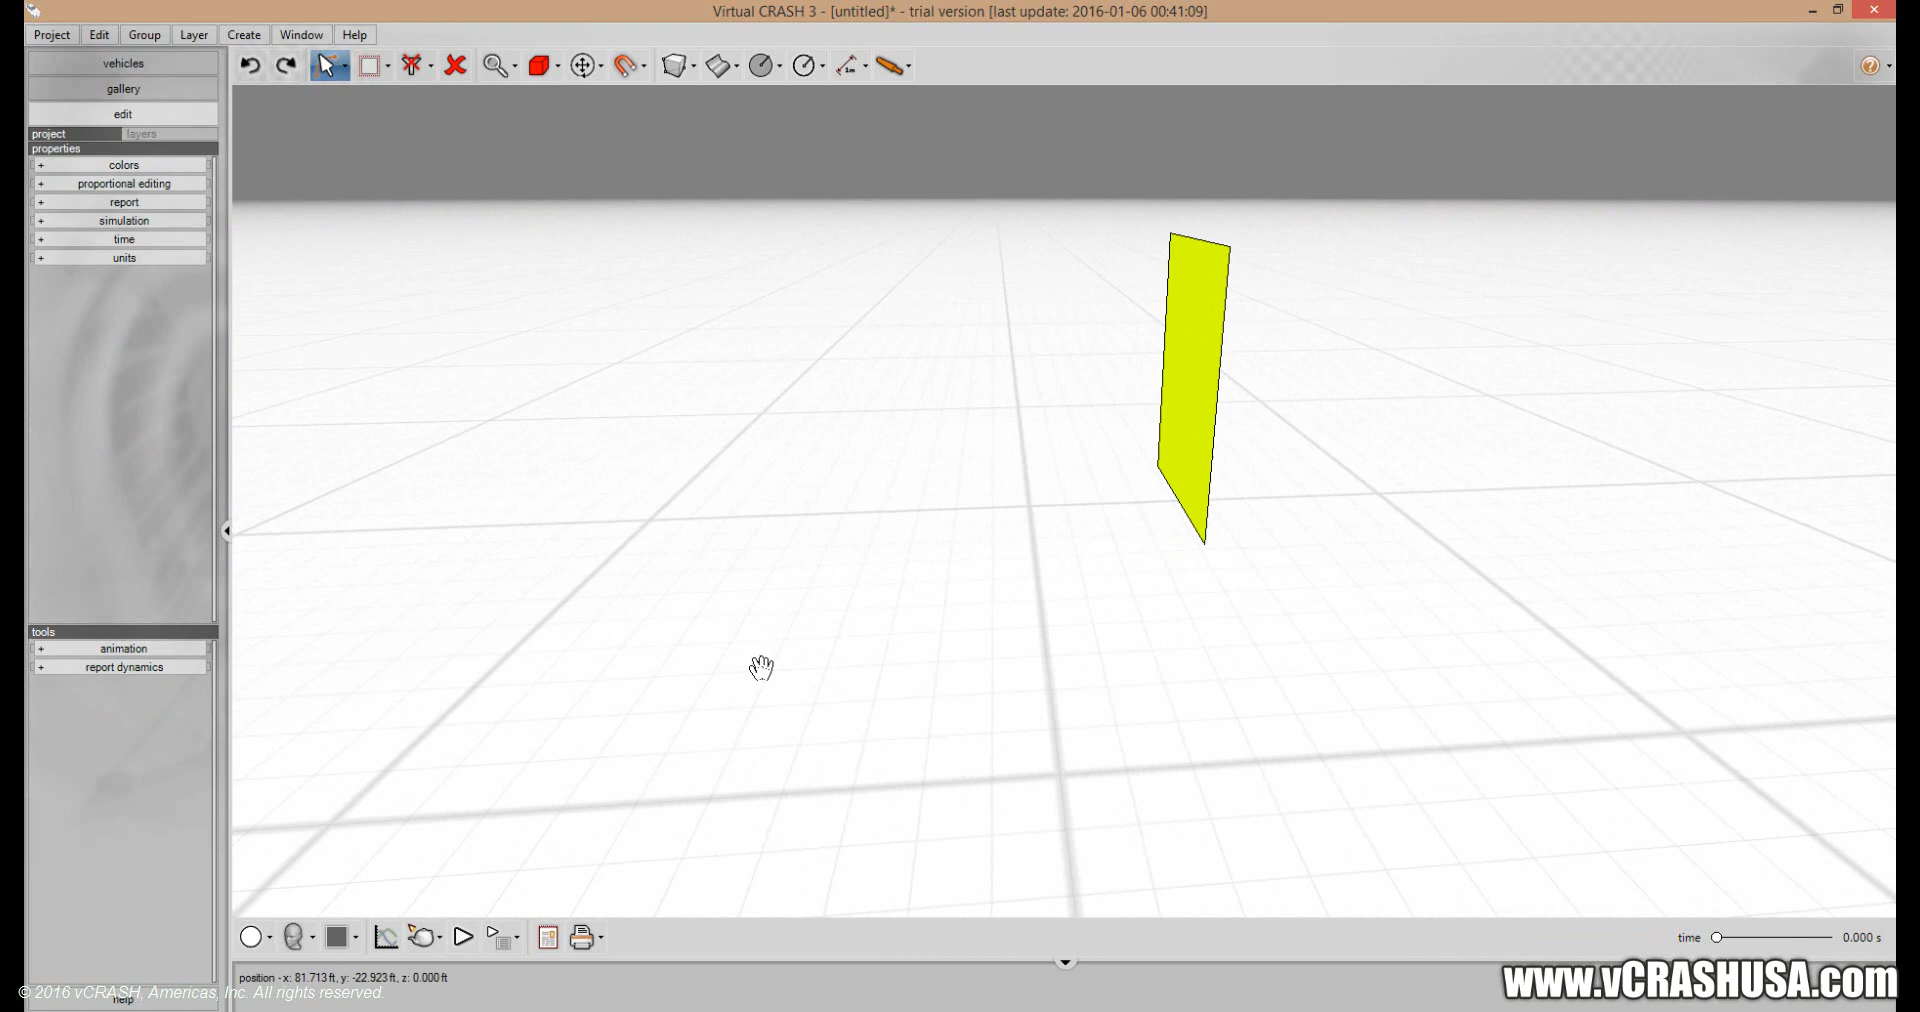 Virtual CRASH 3 - [untitled]* - trial version [last update: 2016-01-06 00:41:09]
Project Edit Group Layer Create Window Help
vehicles
gallery
edit
project layers
properties
+ colors
+ proportional editing
+ report
+ simulation
+ time
+ units
tools
+ animation
+ report dynamics
time 0.000 s
position - x: 81.713 ft, y: -22.923 ft, z: 0.000 ft
© 2016 vCRASH, Americas, Inc. All rights reserved.
help
www.vCRASHUSA.com